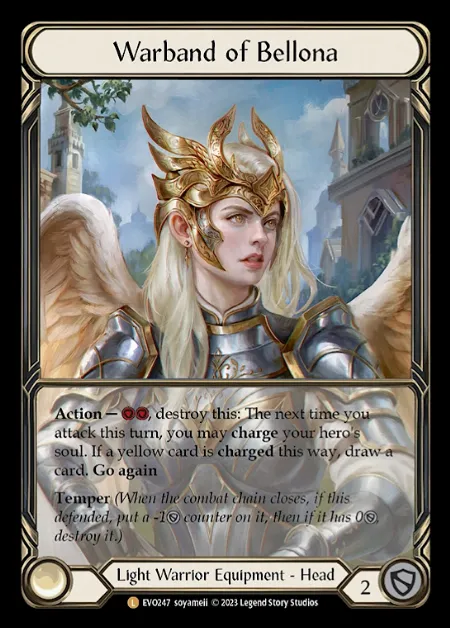 Warband of Bellona
Action — , destroy this: The next time you
attack this turn, you may charge your hero's
soul. If a yellow card is charged this way, draw a
card. Go again
Temper (When the combat chain closes, if this
defended, put a -1 counter on it, then if it has 0 ,
destroy it.)
Light Warrior Equipment - Head
2
L EVO247 soyameii © 2023 Legend Story Studios